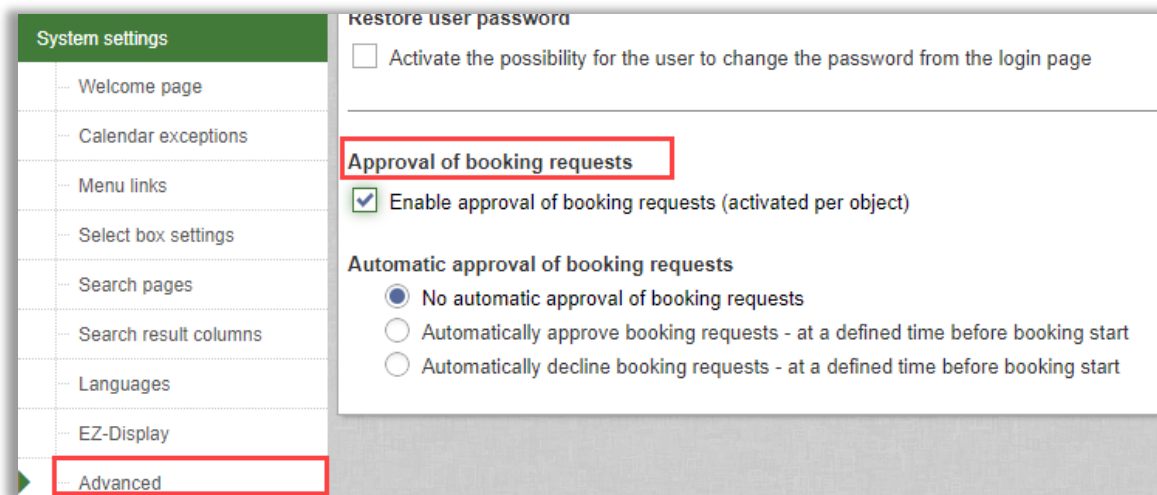 System settings
Welcome page
Calendar exceptions
Menu links
Select box settings
Search pages
Search result columns
Languages
EZ-Display
Advanced
Restore user password
Activate the possibility for the user to change the password from the login page
Approval of booking requests
Enable approval of booking requests (activated per object)
Automatic approval of booking requests
No automatic approval of booking requests
Automatically approve booking requests - at a defined time before booking start
Automatically decline booking requests - at a defined time before booking start